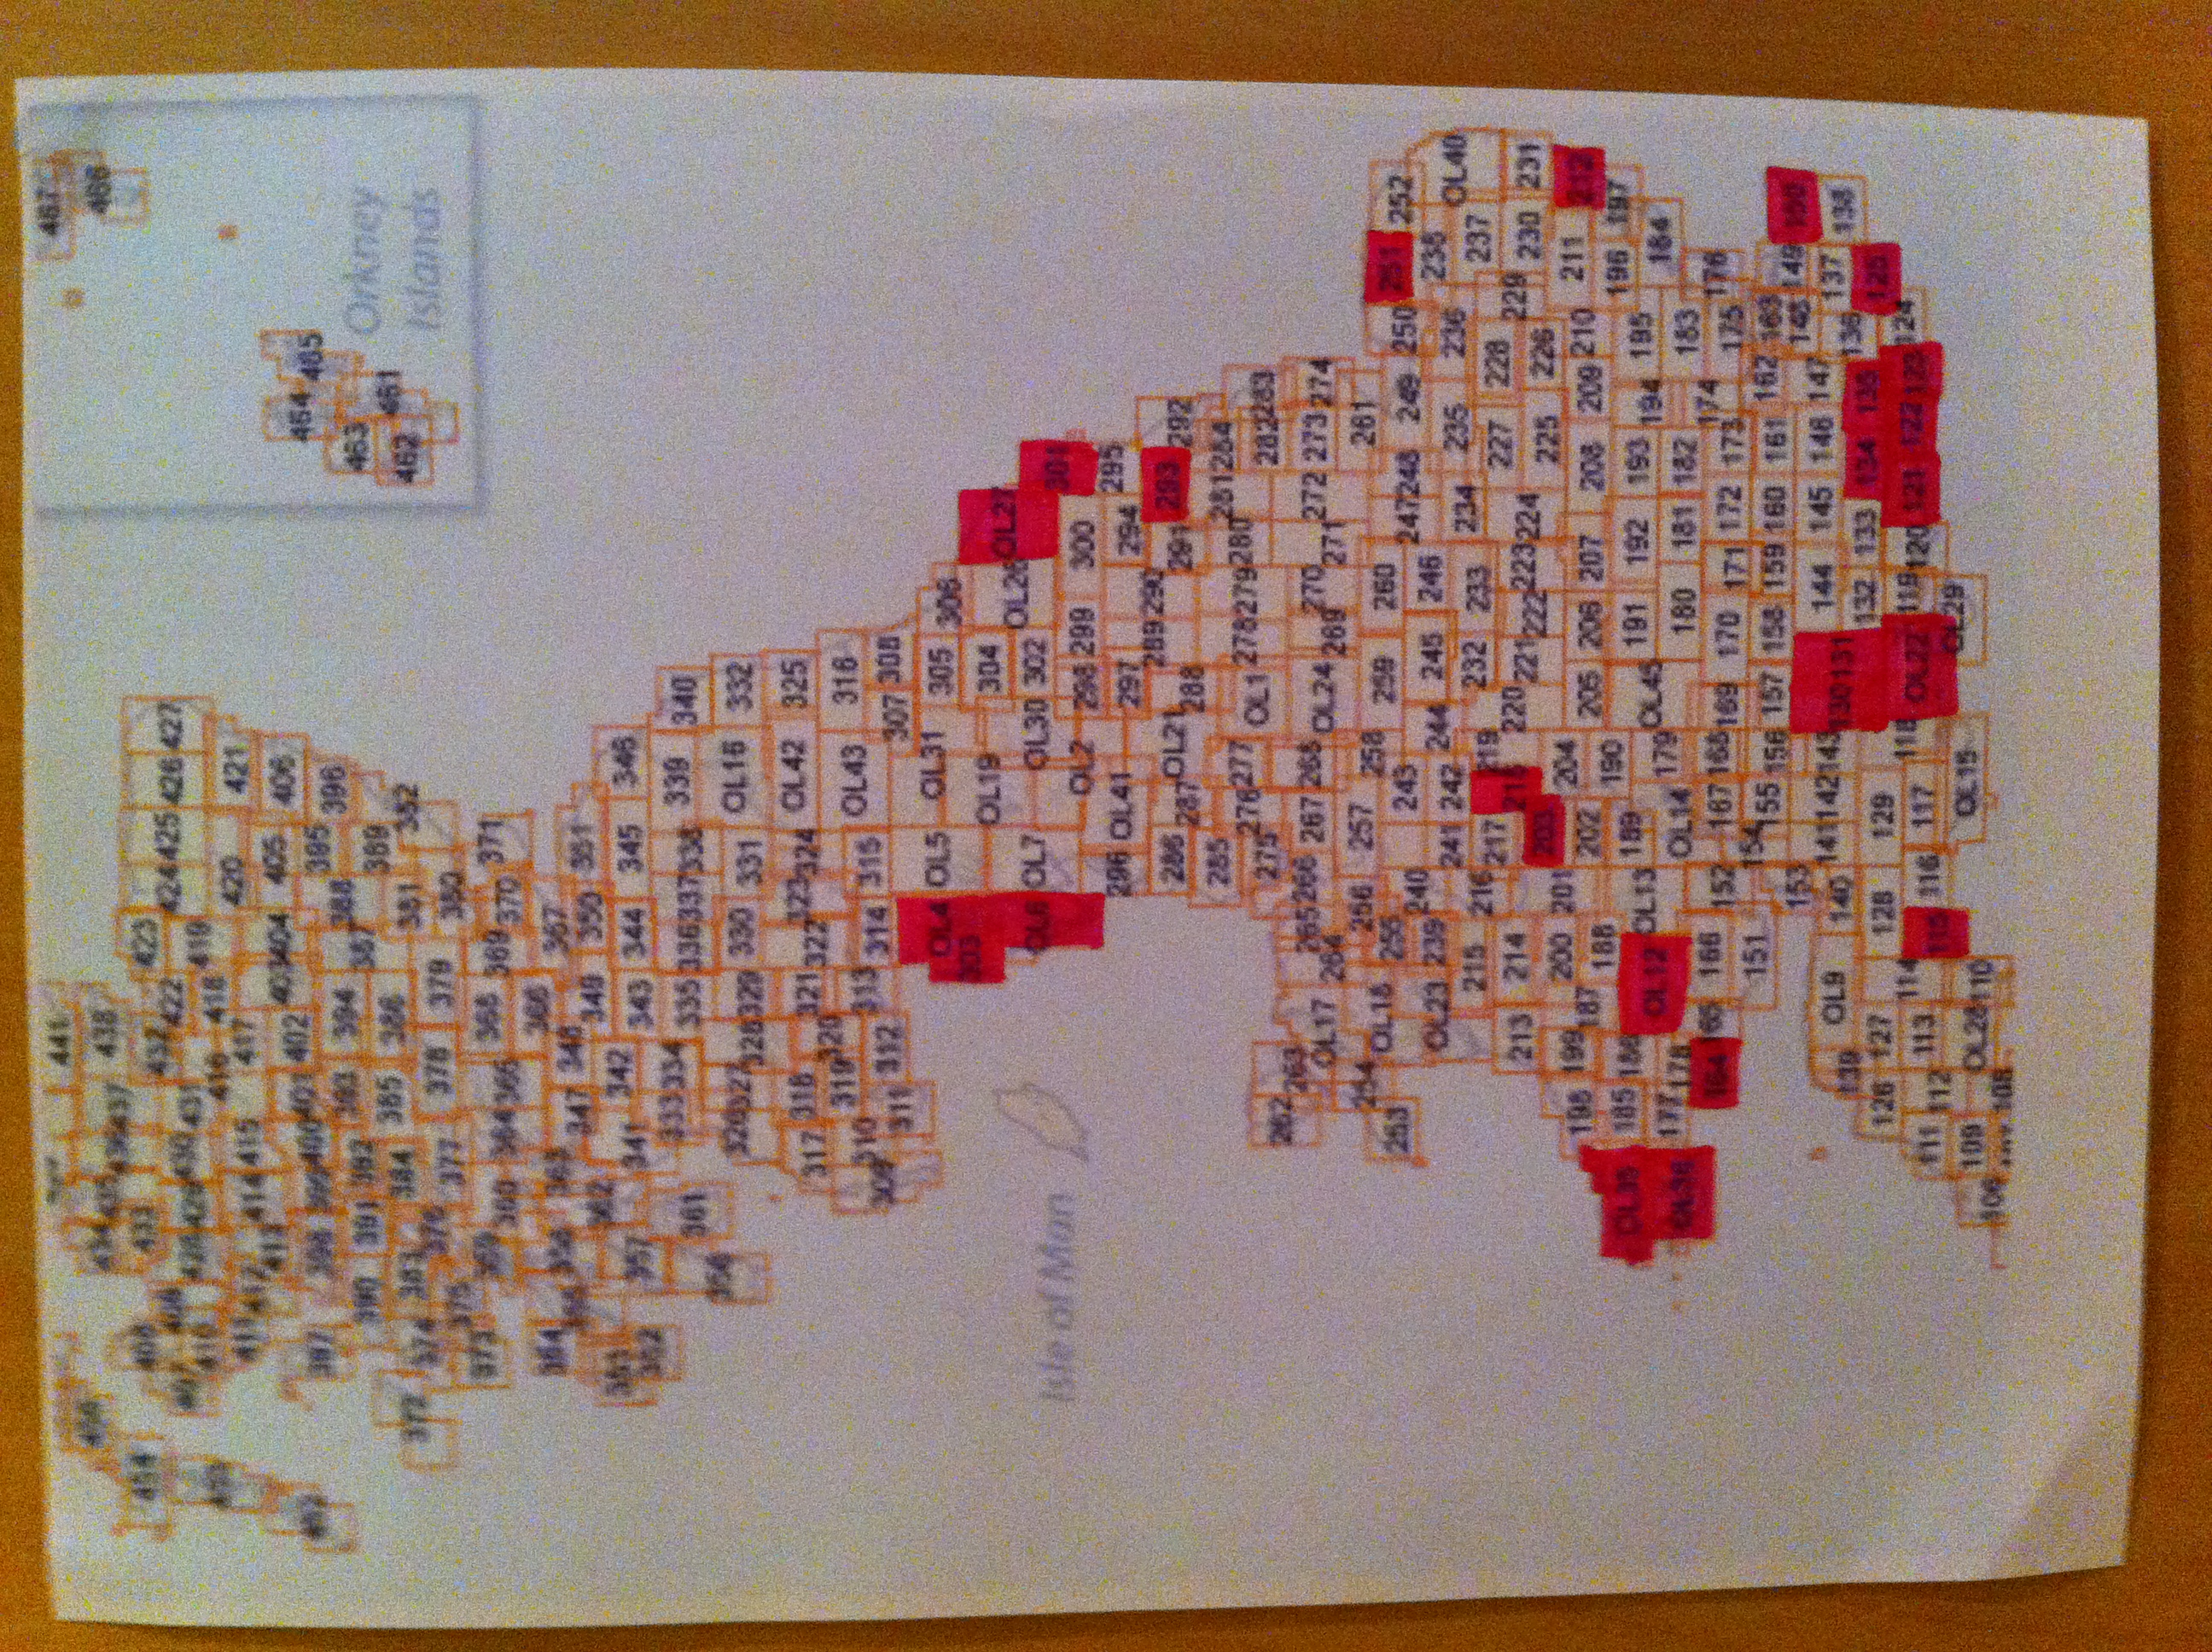 441 467
456 434 435 436 437 438 466
454 408 433 432 422 423 424 425 426 427
407 428 429 430 431 419
410 416 418
453 411 412 413 414 415 417 420 421
403 404 405 406
452 397 398 399 400 401 402 395 464 465
390 391 392 393 394 387 388 396 463 Orkney
389 461
372 374 383 384 385 386 381 382 462 Islands
376 377 378 379 380
375
373 359 360 364 365 368 369 370 371
366
354 358 363 347 348 367
362 349 350 351
353 357 341 342 343 344 345 346
352
361 333 334 335 336 337 338 339 340
356 326 327 328 329 330 331 OL16 332
317 318 321 322 323 324 OL42 325
319 320
309 310 313 314 315 OL43 316
311 312 307 308
OL4 OL5 OL31 305 306
303 OL19 304 OL26 OL27
Isle of Man OL6 OL7 OL30 302 301
OL2 298 299 300
296 OL41 297 294 295
286 287 OL21 288 289 290 291 293 292
285 281 284
276 277 OL1 278 279 280
275 282 283
262 263 OL17 264 265 266 267 268 OL24 269 270 271 272 273 274
254 256 257 258 261
253 OL18 255 259 260 250 251 252
240 243 247 248 249
OL23 239 241 242 244 245 246 235 236 238 OL40
215 216 217 219 232 233 234 237
213 214 218 220 221 222 223 224 227 228 229 230 231
203 225 226
198 199 200 201 204 211 212
187 188 202 205 206 207 208 209 210
OL35 185 186 189 190 191 192 193 194 195 196 197
OL12 OL13 OL45 184
OL36 177 178 OL14 179 180 181 182 183
164 165 166 152 167 168 169 170 171 172 173 174 175 176
151 154 155 156 157 158 159 160 161 162 163
153 148 149 150
139 OL9 140 141 142 143 130 131 144 145 146 147 136 137 138
126 127 128 129 132 133 134 135 125
111 112 113 114 115 116 117 118 OL22 119 120 121 122 123 124
OL29
106 109 OL28 110 OL15
108